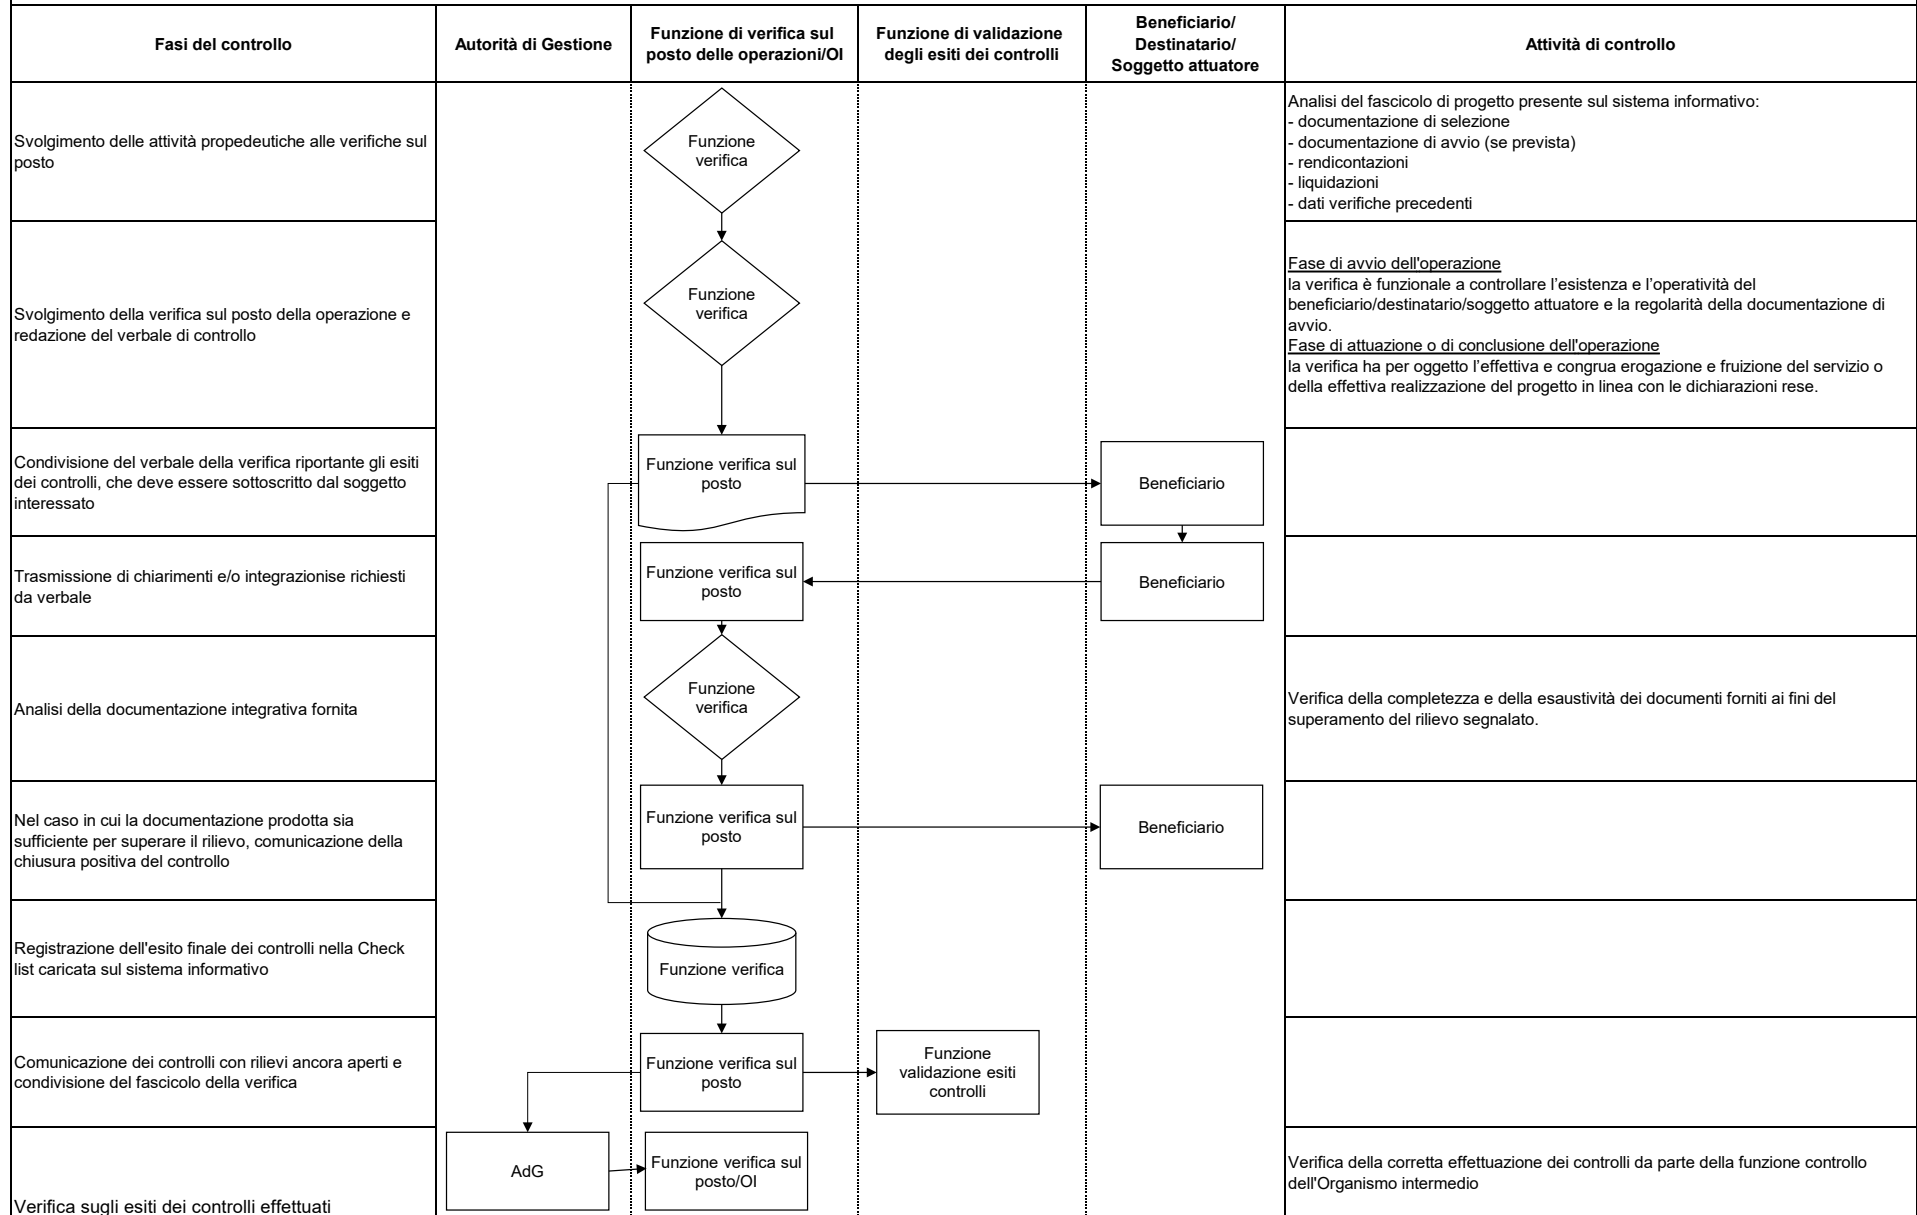 Fasi del controllo
Autorità di Gestione
Funzione di verifica sul
posto delle operazioni/OI
Funzione di validazione
degli esiti dei controlli
Beneficiario/
Destinatario/
Soggetto attuatore
Attività di controllo
Svolgimento delle attività propedeutiche alle verifiche sul
posto
Funzione
verifica
Analisi del fascicolo di progetto presente sul sistema informativo:
- documentazione di selezione
- documentazione di avvio (se prevista)
- rendicontazioni
- liquidazioni
- dati verifiche precedenti
Svolgimento della verifica sul posto della operazione e
redazione del verbale di controllo
Funzione
verifica
Fase di avvio dell'operazione
la verifica è funzionale a controllare l’esistenza e l’operatività del
beneficiario/destinatario/soggetto attuatore e la regolarità della documentazione di
avvio.
Fase di attuazione o di conclusione dell'operazione
la verifica ha per oggetto l’effettiva e congrua erogazione e fruizione del servizio o
della effettiva realizzazione del progetto in linea con le dichiarazioni rese.
Condivisione del verbale della verifica riportante gli esiti
dei controlli, che deve essere sottoscritto dal soggetto
interessato
Funzione verifica sul
posto
Beneficiario
Trasmissione di chiarimenti e/o integrazionise richiesti
da verbale
Funzione verifica sul
posto
Beneficiario
Analisi della documentazione integrativa fornita
Funzione
verifica
Verifica della completezza e della esaustività dei documenti forniti ai fini del
superamento del rilievo segnalato.
Nel caso in cui la documentazione prodotta sia
sufficiente per superare il rilievo, comunicazione della
chiusura positiva del controllo
Funzione verifica sul
posto
Beneficiario
Registrazione dell'esito finale dei controlli nella Check
list caricata sul sistema informativo
Funzione verifica
Comunicazione dei controlli con rilievi ancora aperti e
condivisione del fascicolo della verifica
Funzione verifica sul
posto
Funzione
validazione esiti
controlli
Verifica sugli esiti dei controlli effettuati
AdG
Funzione verifica sul
posto/OI
Verifica della corretta effettuazione dei controlli da parte della funzione controllo
dell'Organismo intermedio